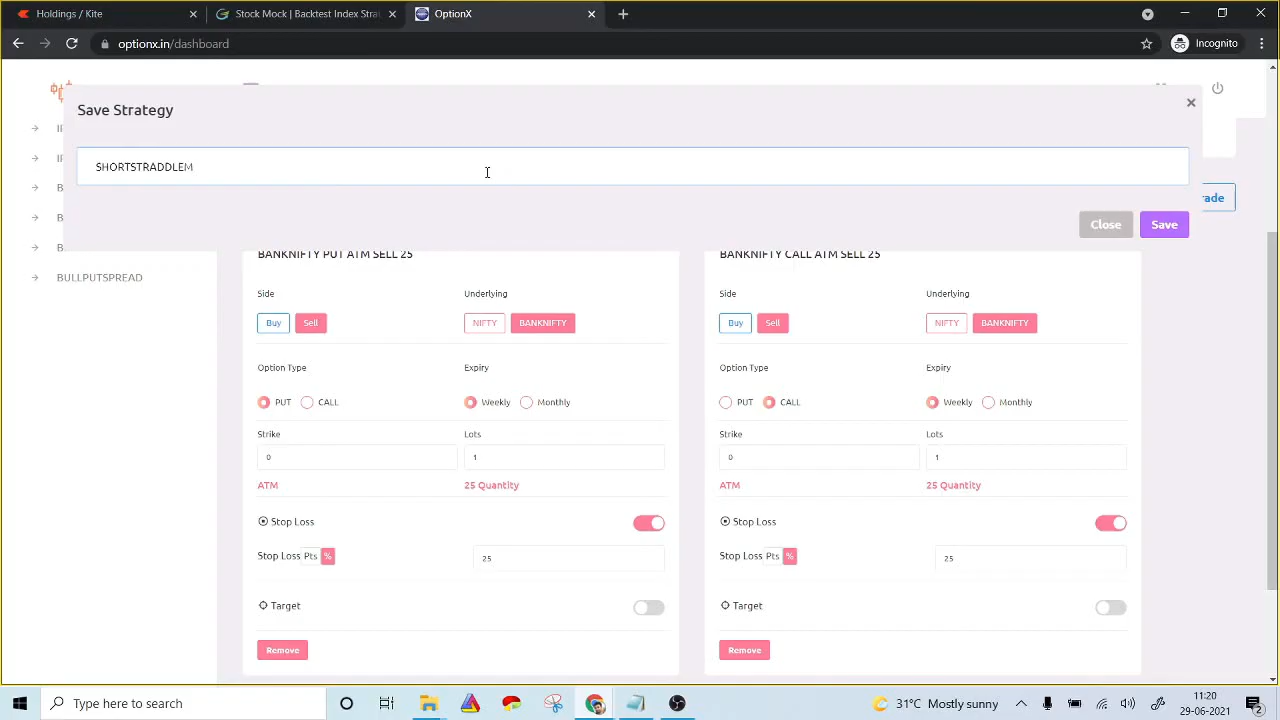 Holdings / Kite
Stock Mock | Backtest Index Strat
OptionX
optionx.in/dashboard
Incognito
Save Strategy
SHORTSTRADDLEM
Close
Save
rade
BULLPUTSPREAD
BANKNIFTY PUT ATM SELL 25
BANKNIFTY CALL ATM SELL 25
Side
Underlying
Side
Underlying
Buy
Sell
NIFTY
BANKNIFTY
Buy
Sell
NIFTY
BANKNIFTY
Option Type
Expiry
Option Type
Expiry
PUT
CALL
Weekly
Monthly
PUT
CALL
Weekly
Monthly
Strike
Lots
Strike
Lots
0
1
0
1
ATM
25 Quantity
ATM
25 Quantity
Stop Loss
Stop Loss
Stop Loss Pts %
25
Stop Loss Pts %
25
Target
Target
Remove
Remove
Type here to search
31°C Mostly sunny
11:20
29-06-2021
2